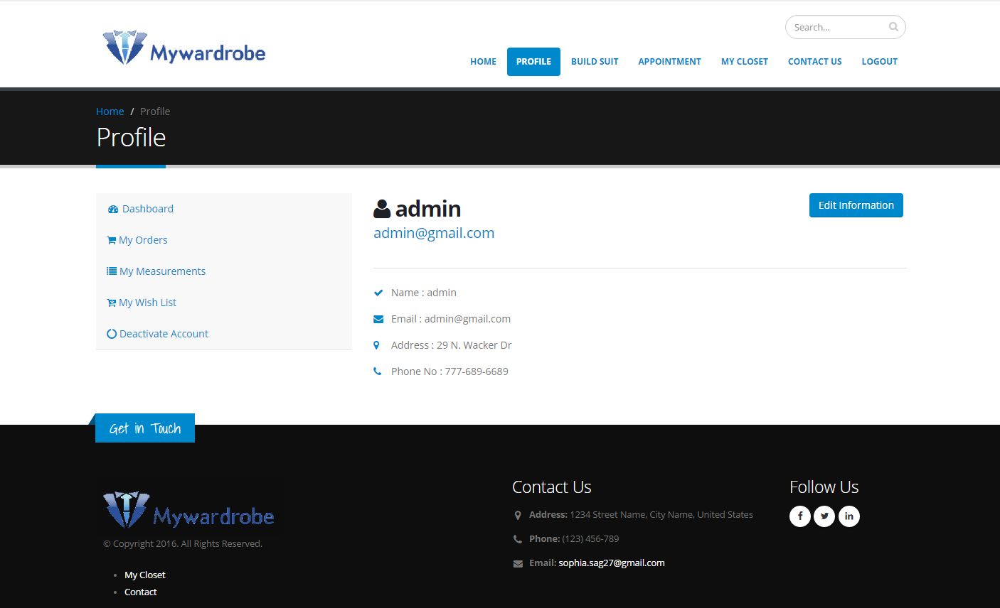 Search...
Mywardrobe
HOME PROFILE BUILD SUIT APPOINTMENT MY CLOSET CONTACT US LOGOUT
Home / Profile
Profile
Dashboard
My Orders
My Measurements
My Wish List
Deactivate Account
admin
Edit Information
admin@gmail.com
Name : admin
Email : admin@gmail.com
Address : 29 N. Wacker Dr
Phone No : 777-689-6689
Get in Touch
Mywardrobe
© Copyright 2016. All Rights Reserved.
My Closet
Contact
Contact Us
Address: 1234 Street Name, City Name, United States
Phone: (123) 456-789
Email: sophia.sag27@gmail.com
Follow Us